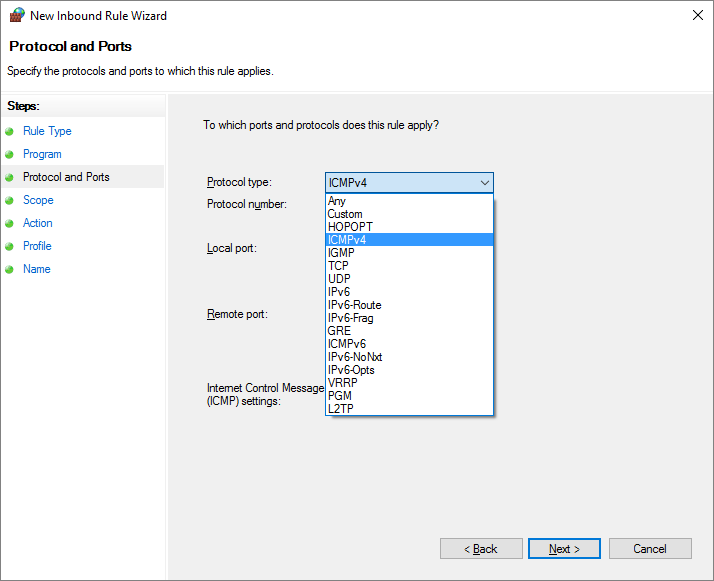 New Inbound Rule Wizard
Protocol and Ports
Specify the protocols and ports to which this rule applies.
Steps:
Rule Type
Program
Protocol and Ports
Scope
Action
Profile
Name
To which ports and protocols does this rule apply?
Protocol type:
ICMPv4
Protocol number:
Local port:
Remote port:
Internet Control Message
(ICMP) settings:
Any
Custom
HOPOPT
ICMPv4
IGMP
TCP
UDP
IPv6
IPv6-Route
IPv6-Frag
GRE
ICMPv6
IPv6-NoNxt
IPv6-Opts
VRRP
PGM
L2TP
< Back
Next >
Cancel